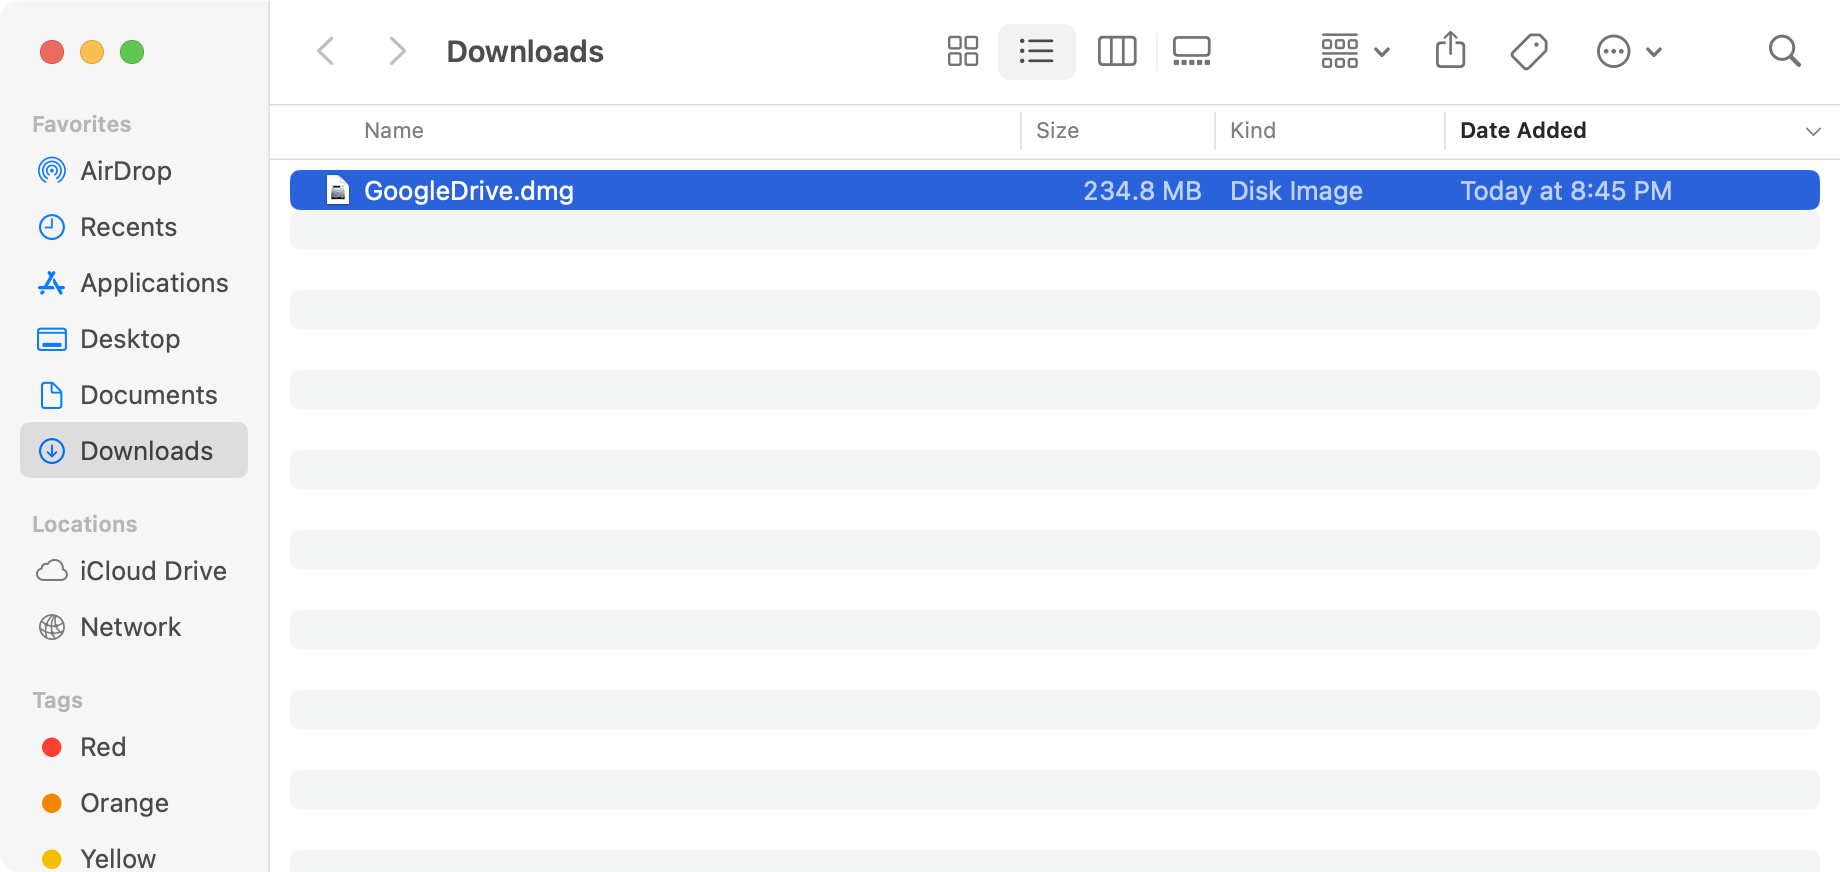 Downloads
Favorites
AirDrop
Recents
Applications
Desktop
Documents
Downloads
Locations
iCloud Drive
Network
Tags
Red
Orange
Yellow
Name Size Kind Date Added
GoogleDrive.dmg 234.8 MB Disk Image Today at 8:45 PM